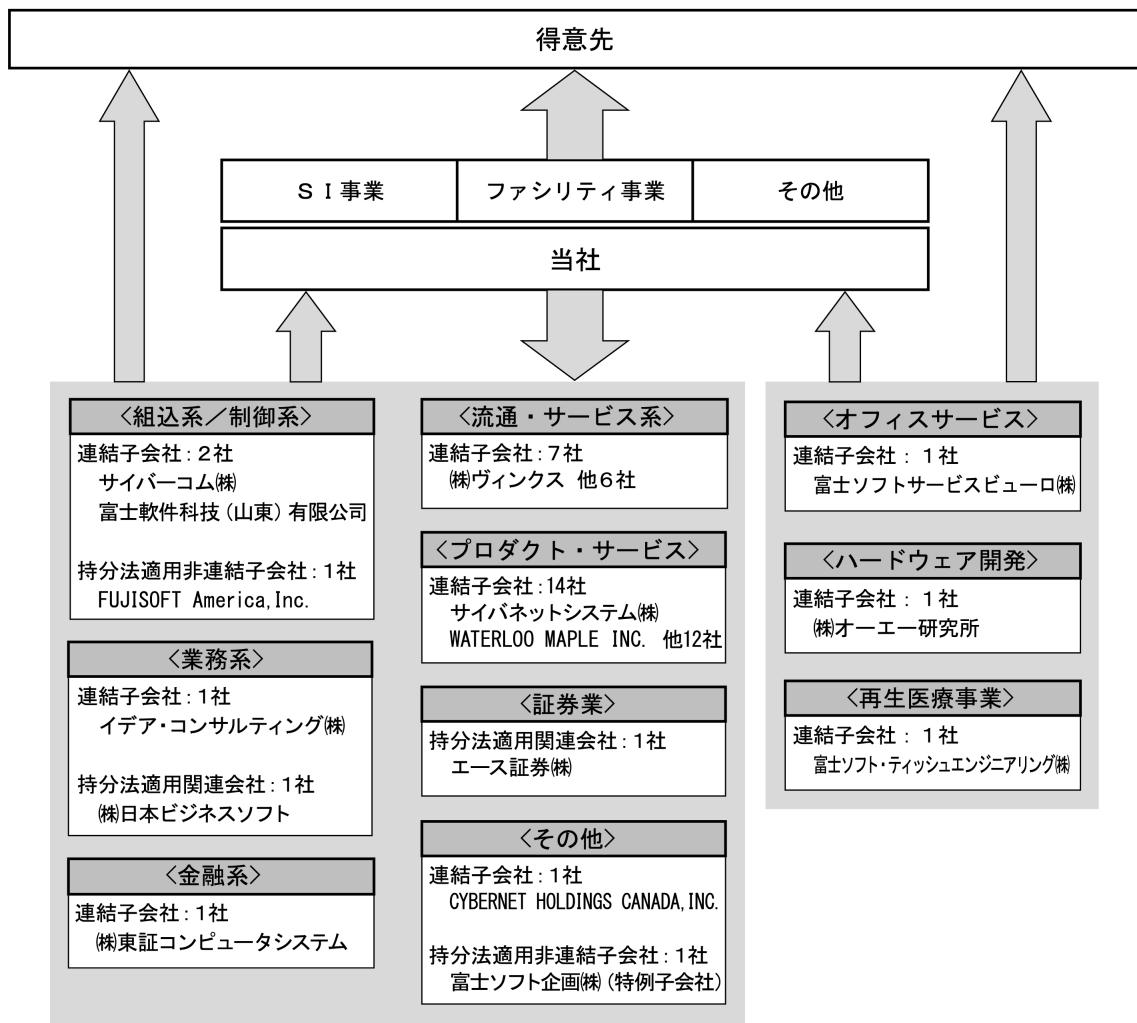 得意先
ＳＩ事業
ファシリティ事業
その他
当社
〈組込系／制御系〉
連結子会社：２社
サイバーコム㈱
富士軟件科技（山東）有限公司
持分法適用非連結子会社：1社
FUJISOFT America,Inc.
〈業務系〉
連結子会社：1社
イデア・コンサルティング㈱
持分法適用関連会社：1社
㈱日本ビジネスソフト
〈金融系〉
連結子会社：1社
㈱東証コンピュータシステム
〈流通・サービス系〉
連結子会社：７社
㈱ヴィンクス 他６社
〈プロダクト・サービス〉
連結子会社：14社
サイバネットシステム㈱
WATERLOO MAPLE INC. 他12社
〈証券業〉
持分法適用関連会社：1社
エース証券㈱
〈その他〉
連結子会社：1社
CYBERNET HOLDINGS CANADA,INC.
持分法適用非連結子会社：1社
富士ソフト企画㈱（特例子会社）
〈オフィスサービス〉
連結子会社： 1社
富士ソフトサービスビューロ㈱
〈ハードウェア開発〉
連結子会社： 1社
㈱オーエー研究所
〈再生医療事業〉
連結子会社： 1社
富士ソフト・ティッシュエンジニアリング㈱